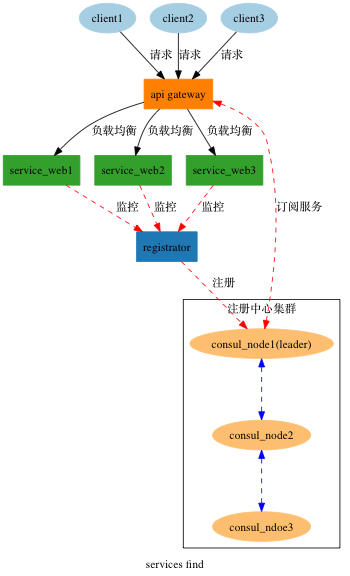 client1 client2 client3
请求 请求 请求
api gateway
负载均衡 负载均衡 负载均衡
service_web1 service_web2 service_web3
监控 监控 监控 订阅服务
registrator
注册
注册中心集群
consul_node1(leader)
consul_node2
consul_ndoe3
services find